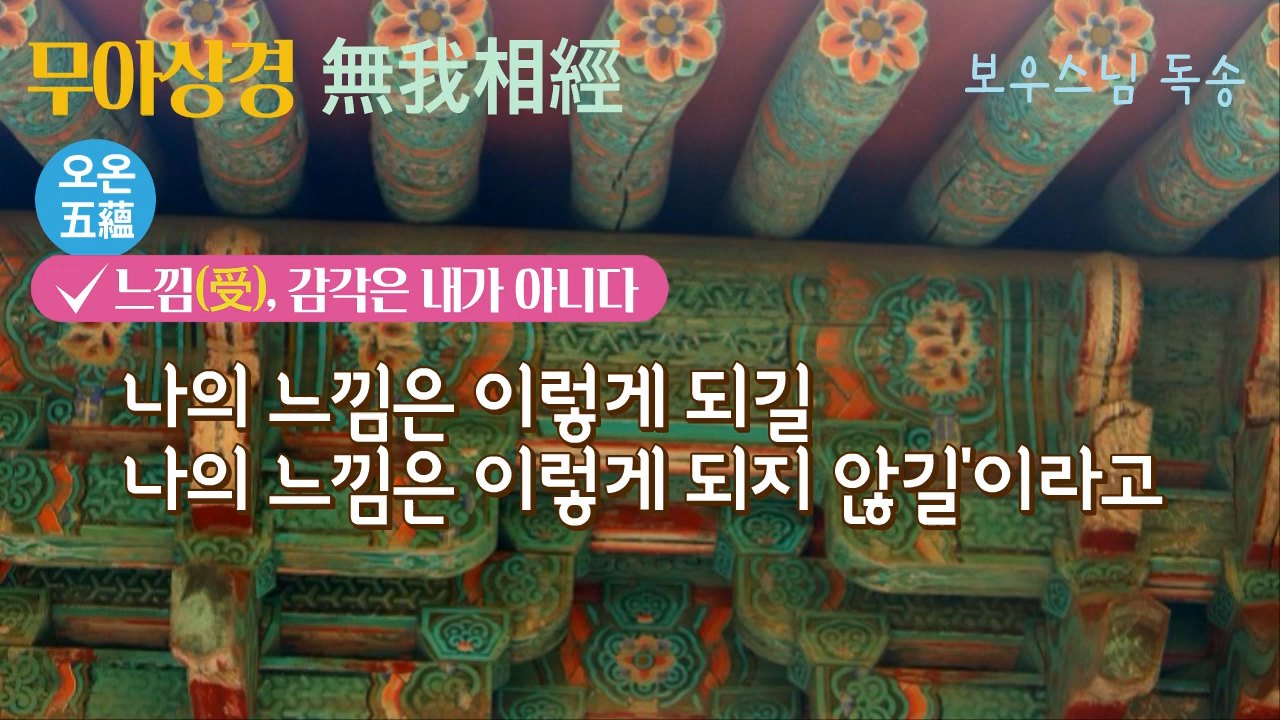 무아상경 無我相經
보우스님 독송
오온
五蘊
✓느낌(受), 감각은 내가 아니다
나의 느낌은 이렇게 되길
나의 느낌은 이렇게 되지 않길'이라고